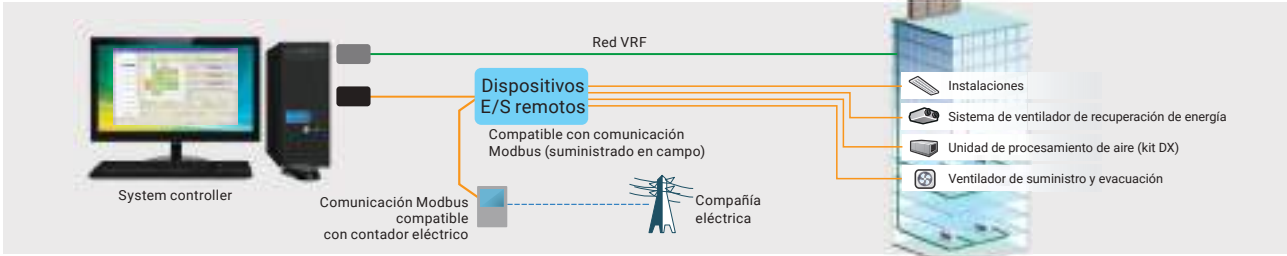 Red VRF
Dispositivos
E/S remotos
Instalaciones
Sistema de ventilador de recuperación de energía
Compatible con comunicación
Modbus (suministrado en campo)
Unidad de procesamiento de aire (kit DX)
Ventilador de suministro y evacuación
System controller
Comunicación Modbus
compatible
con contador eléctrico
Compañía
eléctrica